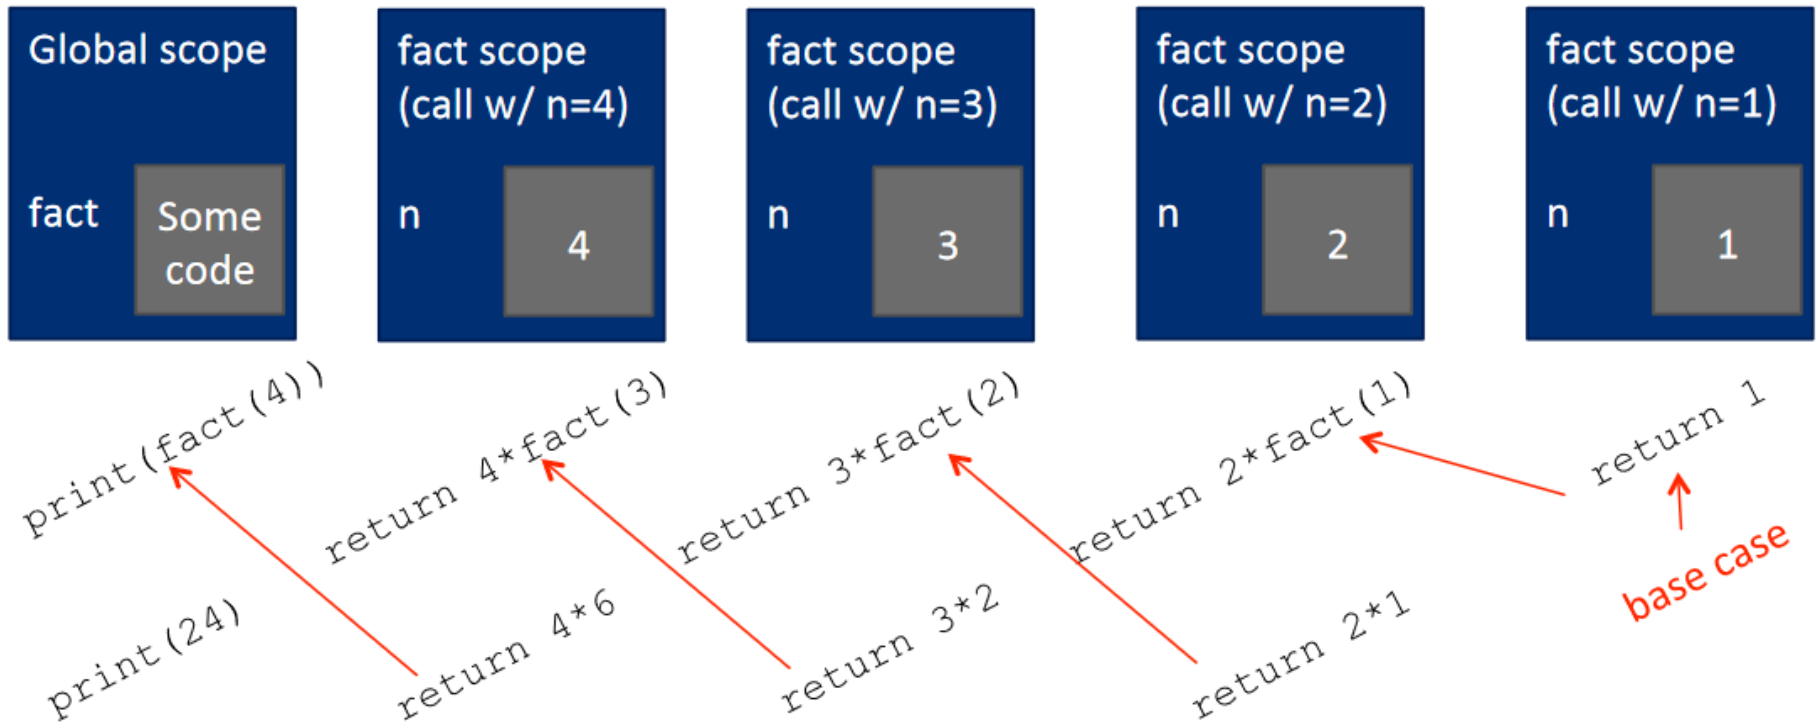 Global scope
fact
Some
code
fact scope
(call w/ n=4)
n
4
fact scope
(call w/ n=3)
n
3
fact scope
(call w/ n=2)
n
2
fact scope
(call w/ n=1)
n
1
print(fact(4))
return 4*fact(3)
return 3*fact(2)
return 2*fact(1)
return 1
base case
print(24)
return 4*6
return 3*2
return 2*1